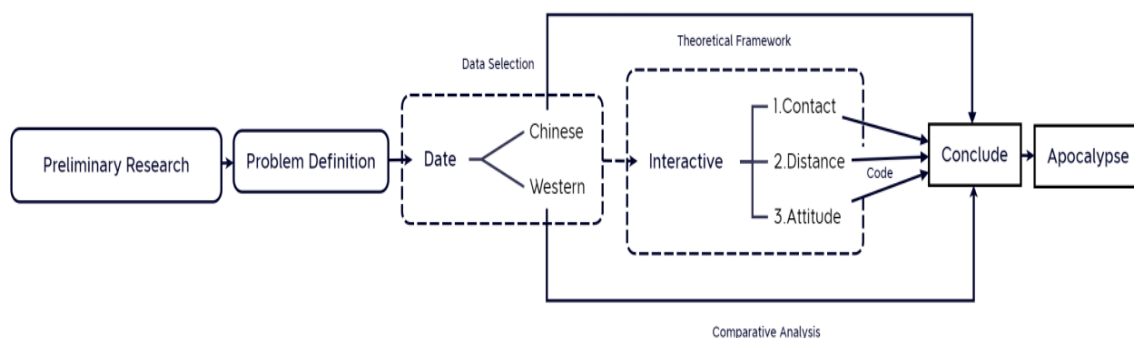 Theoretical Framework
Data Selection
Preliminary Research
Problem Definition
Date
Chinese
Western
Interactive
1.Contact
2.Distance
3.Attitude
Code
Conclude
Apocalypse
Comparative Analysis